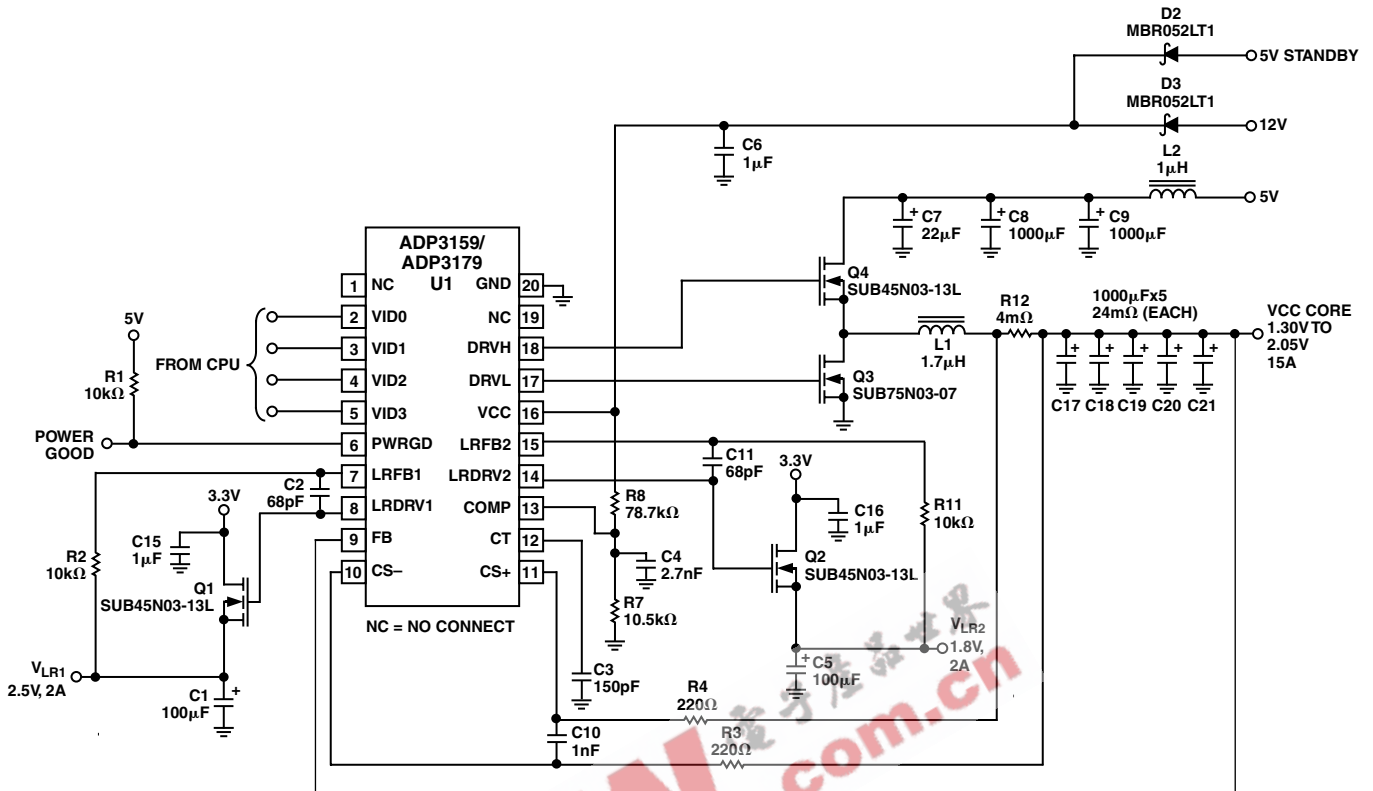 D2
MBR052LT1
5V STANDBY
D3
MBR052LT1
12V
C6
1μF
L2
1μH
5V
C7
22μF
C8
1000μF
C9
1000μF
ADP3159/
ADP3179
U1
1 NC
GND 20
2 VID0
NC 19
3 VID1
DRVH 18
4 VID2
DRVL 17
5 VID3
VCC 16
6 PWRGD
LRFB2 15
7 LRFB1
LRDRV2 14
8 LRDRV1
COMP 13
9 FB
CT 12
10 CS–
CS+ 11
NC = NO CONNECT
FROM CPU
5V
R1
10kΩ
POWER
GOOD
Q4
SUB45N03-13L
R12
4mΩ
1000μFx5
24mΩ (EACH)
VCC CORE
1.30V TO
2.05V
15A
L1
1.7μH
Q3
SUB75N03-07
C17
C18
C19
C20
C21
C2
68pF
3.3V
C15
1μF
R2
10kΩ
Q1
SUB45N03-13L
VLR1
2.5V, 2A
C1
100μF
C11
68pF
3.3V
R8
78.7kΩ
C16
1μF
R11
10kΩ
C4
2.7nF
Q2
SUB45N03-13L
R7
10.5kΩ
VLR2
1.8V,
2A
C5
100μF
C3
150pF
R4
220Ω
C10
1nF
R3
220Ω
電子產品世界
.com.cn